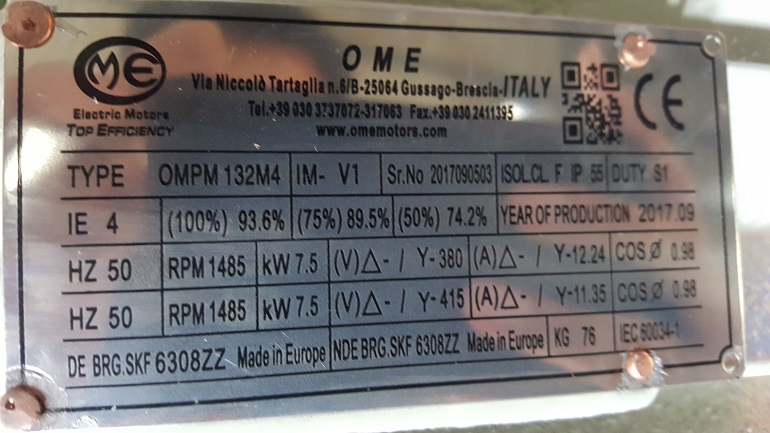 OME
ME
Via Niccolò Tartaglia n.6/B-25064 Gussago-Brescia-ITALY
Electric Motors
Tel.+39 030 3737072-317063 Fax.+39 030 2411395
TOP EFFICIENCY
www.omemotors.com
CE
TYPE OMPM 132M4 IM- V1 Sr.No 2017090503 ISOL.CL. F IP 55 DUTY S1
IE 4 (100%) 93.6% (75%) 89.5% (50%) 74.2% YEAR OF PRODUCTION 2017.09
HZ 50 RPM 1485 kW 7.5 (V)△- / Y-380 (A)△- / Y-12.24 COS Ø 0.98
HZ 50 RPM 1485 kW 7.5 (V)△- / Y-415 (A)△- / Y-11.35 COS Ø 0.98
DE BRG.SKF 6308ZZ Made in Europe NDE BRG.SKF 6308ZZ Made in Europe KG 76 IEC 60034-1